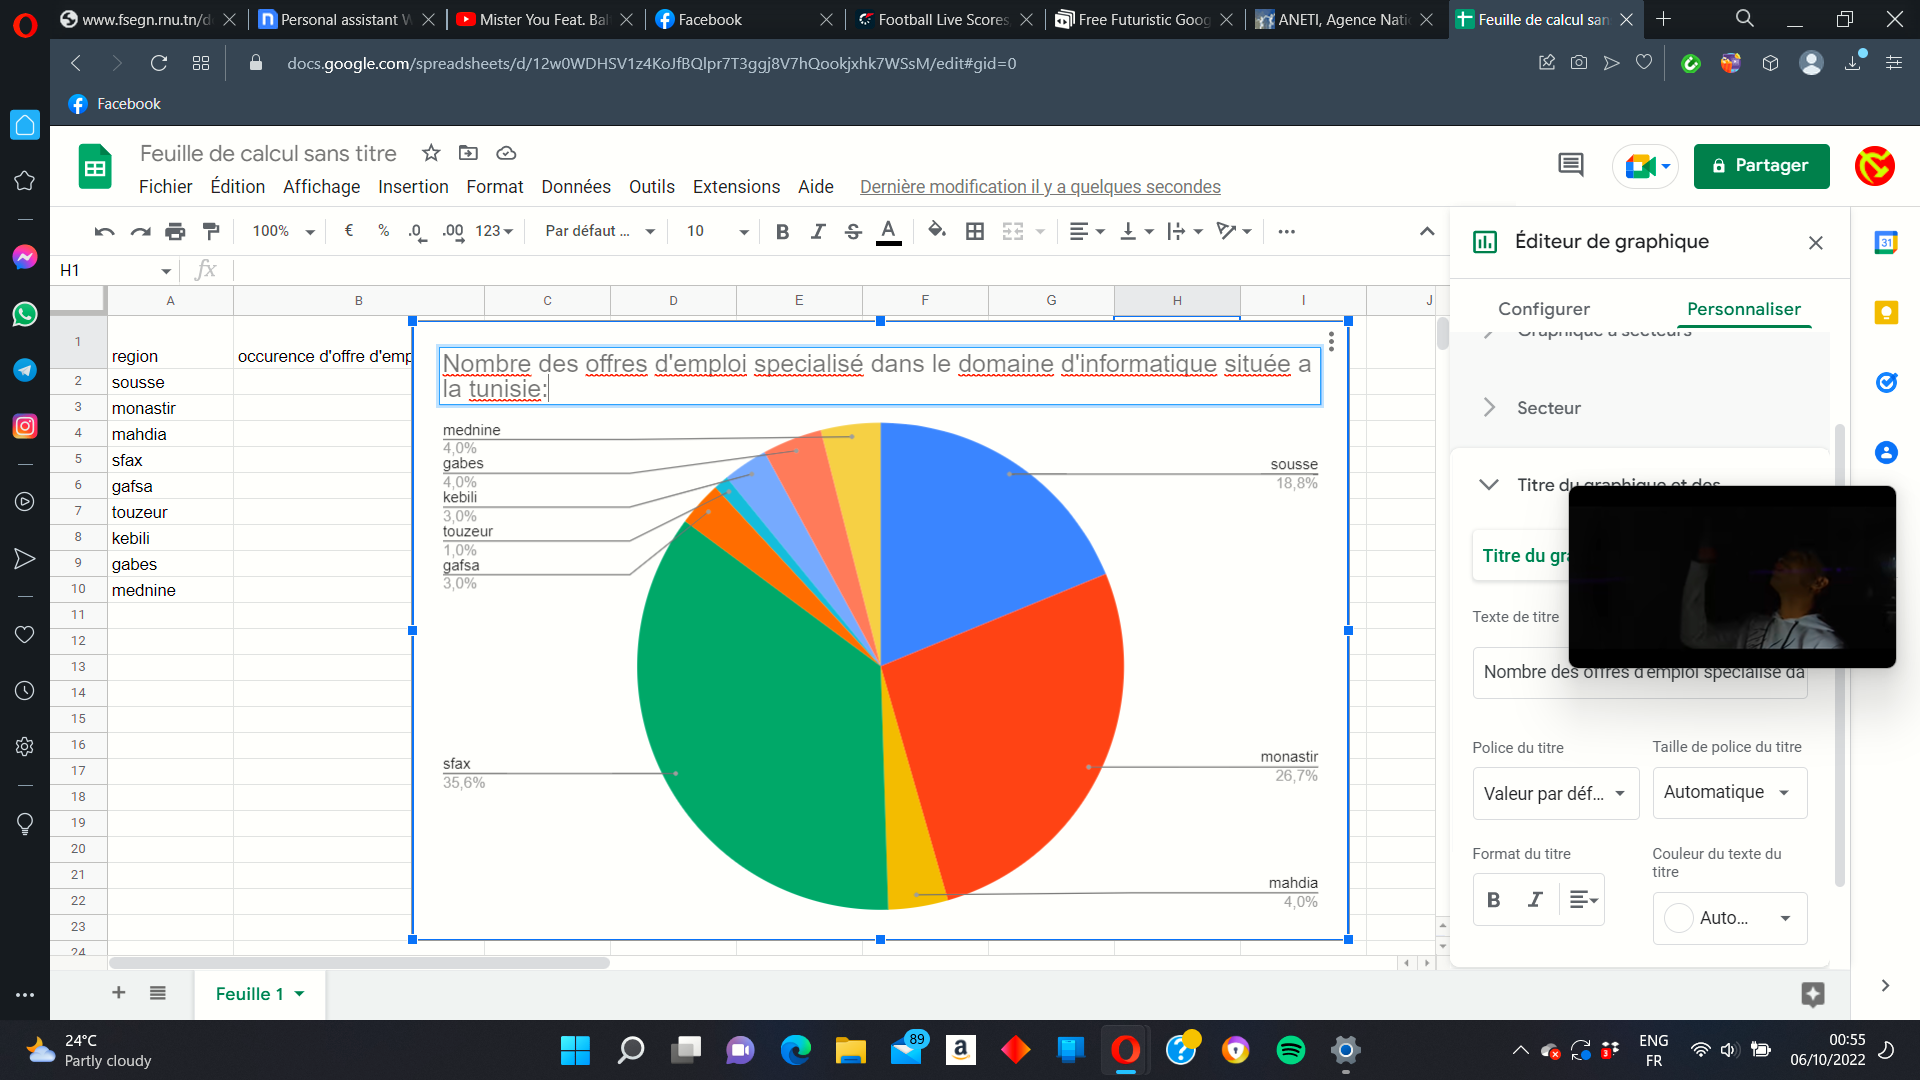 www.fsegn.rnu.tn/d
Personal assistant W
Mister You Feat. Bal
Facebook
Football Live Scores,
Free Futuristic Goog
ANETI, Agence Nati
Feuille de calcul san
docs.google.com/spreadsheets/d/12w0WDHSV1z4KoJfBQlpr7T3ggj8V7hQookjxhk7WSsM/edit#gid=0
Facebook
Feuille de calcul sans titre
Fichier Édition Affichage Insertion Format Données Outils Extensions Aide Dernière modification il y a quelques secondes
Partager
100% € % .0 .00 123 Par défaut ... 10 B I S A
H1 fx
A B C D E F G H I J
1 region occurence d'offre d'emp
2 sousse
3 monastir
4 mahdia
5 sfax
6 gafsa
7 touzeur
8 kebili
9 gabes
10 mednine
11
12
13
14
15
16
17
18
19
20
21
22
23
24
Nombre des offres d'emploi specialisé dans le domaine d'informatique située a
la tunisie:
mednine
4,0%
gabes
4,0%
kebili
3,0%
touzeur
1,0%
gafsa
3,0%
sfax
35,6%
sousse
18,8%
monastir
26,7%
mahdia
4,0%
Éditeur de graphique
Configurer Personnaliser
Graphique à secteurs
Secteur
Titre du graphique et des
Titre du gra
Texte de titre
Nombre des offres d'emploi specialisé da
Police du titre
Taille de police du titre
Valeur par déf...
Automatique
Format du titre
Couleur du texte du
titre
B I
Auto...
31
Feuille 1
24°C
Partly cloudy
89
a
3
ENG
FR
00:55
06/10/2022